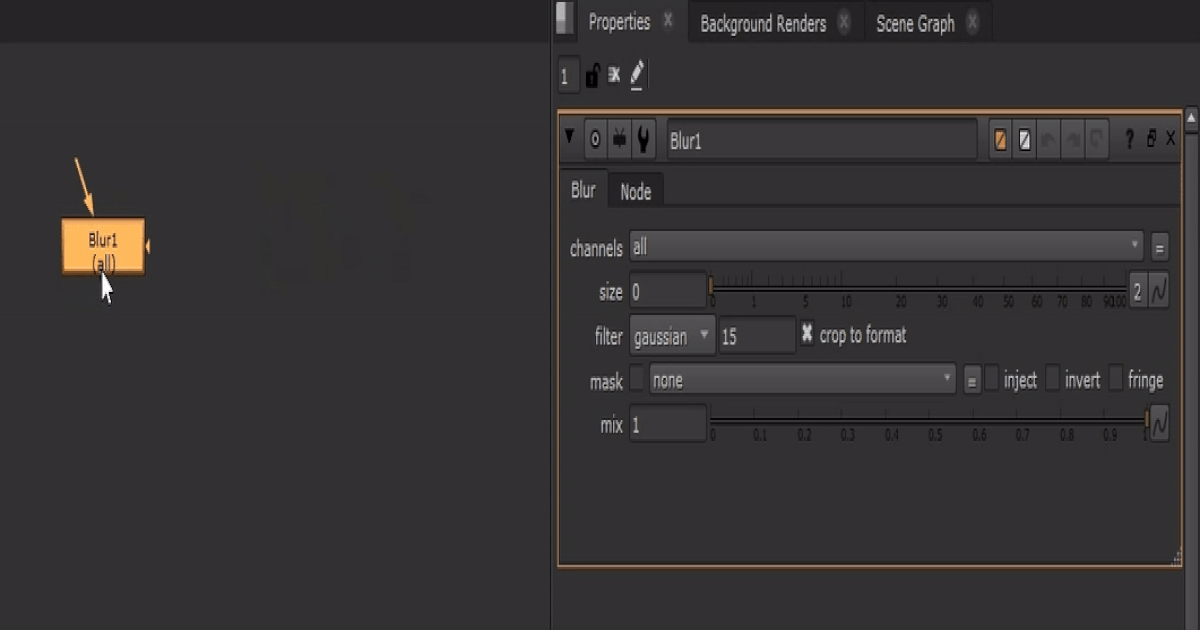 Properties Background Renders Scene Graph
1
Blur1
Blur Node
Blur1
(all)
channels all =
size 0 0 1 5 10 20 30 40 50 60 70 80 90100 2
filter gaussian 15 crop to format
mask none = inject invert fringe
mix 1 0 0.1 0.2 0.3 0.4 0.5 0.6 0.7 0.8 0.9 1